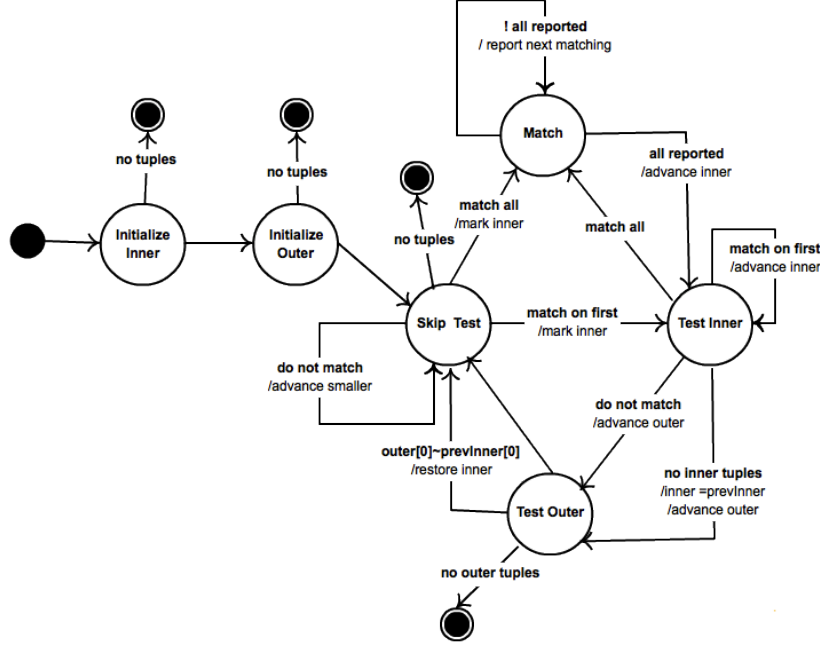 ! all reported
/ report next matching
Match
no tuples
no tuples
all reported
/advance inner
match all
/mark inner
match all
no tuples
Initialize
Inner
Initialize
Outer
match on first
/advance inner
Skip Test
match on first
/mark inner
Test Inner
do not match
/advance smaller
do not match
/advance outer
outer[0]~prevInner[0]
/restore inner
no inner tuples
/inner =prevInner
/advance outer
Test Outer
no outer tuples